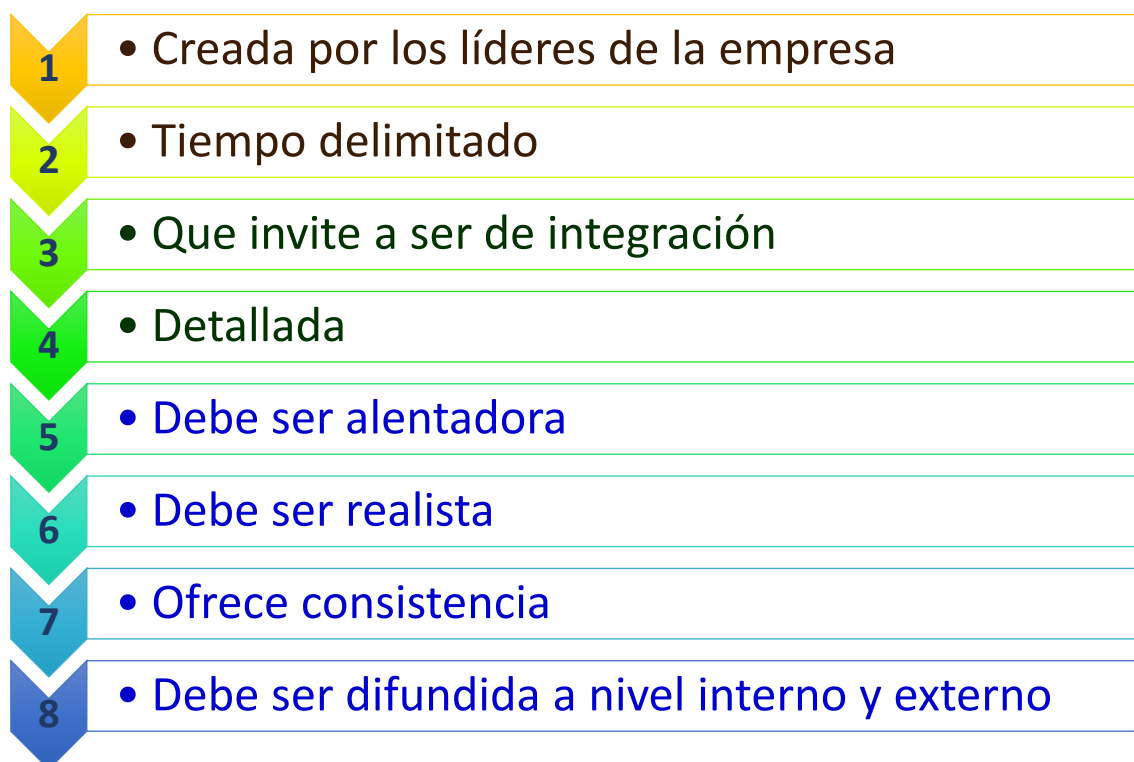 1 • Creada por los líderes de la empresa
2 • Tiempo delimitado
3 • Que invite a ser de integración
4 • Detallada
5 • Debe ser alentadora
6 • Debe ser realista
7 • Ofrece consistencia
8 • Debe ser difundida a nivel interno y externo